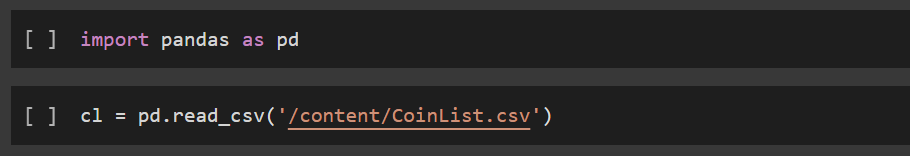 [ ] import pandas as pd
[ ] cl = pd.read_csv('/content/CoinList.csv')